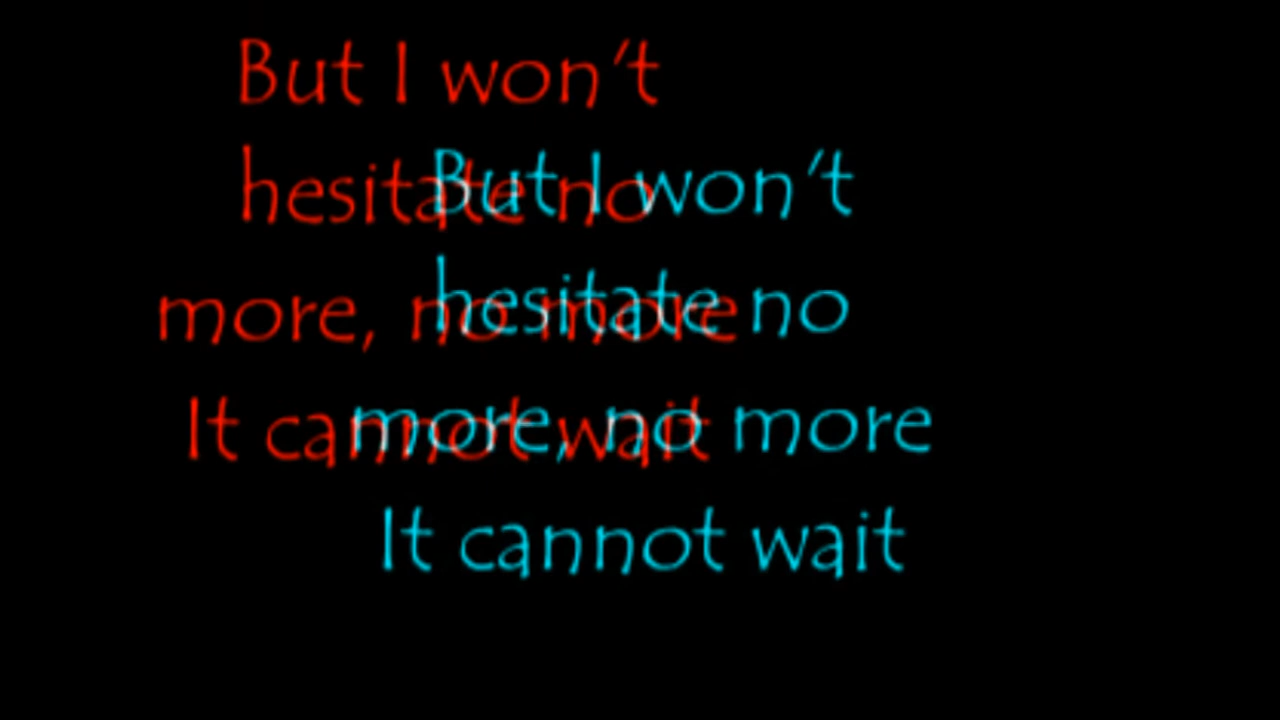 But I won't
hesitate no
more, no more
It cannot wait
But I won't
hesitate no
more, no more
It cannot wait